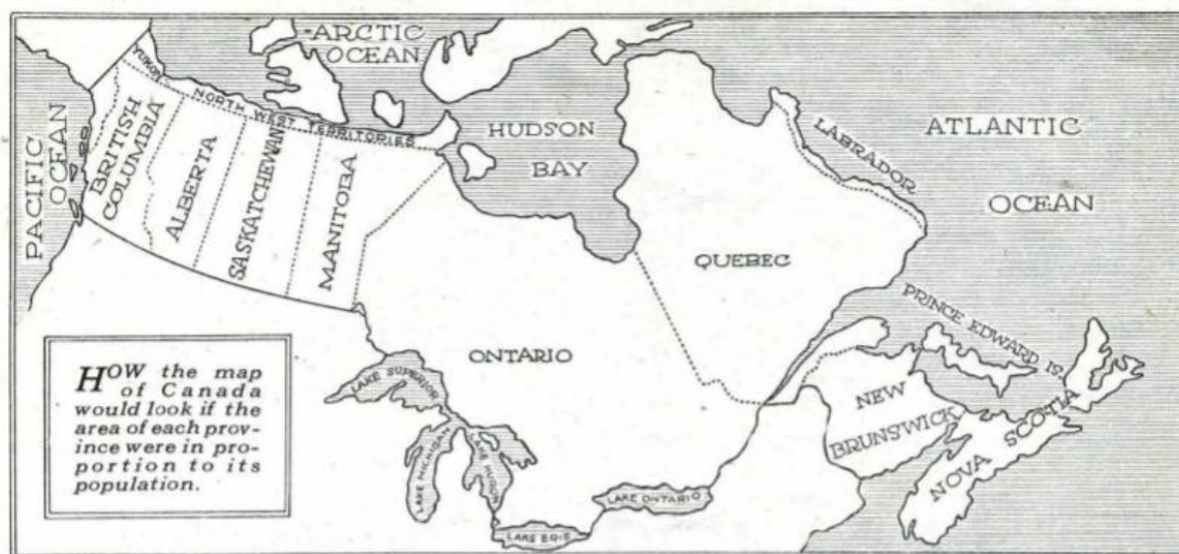 ARCTIC
OCEAN
YUKON
NORTH WEST TERRITORIES
PACIFIC
OCEAN
BRITISH
COLUMBIA
ALBERTA
SASKATCHEWAN
MANITOBA
HUDSON
BAY
LABRADOR
ATLANTIC
OCEAN
QUEBEC
PRINCE EDWARD IS.
ONTARIO
NEW
BRUNSWICK
NOVA SCOTIA
LAKE SUPERIOR
LAKE MICHIGAN
LAKE HURON
LAKE ONTARIO
LAKE ERIE
HOW the map
of Canada
would look if the
area of each prov-
ince were in pro-
portion to its
population.